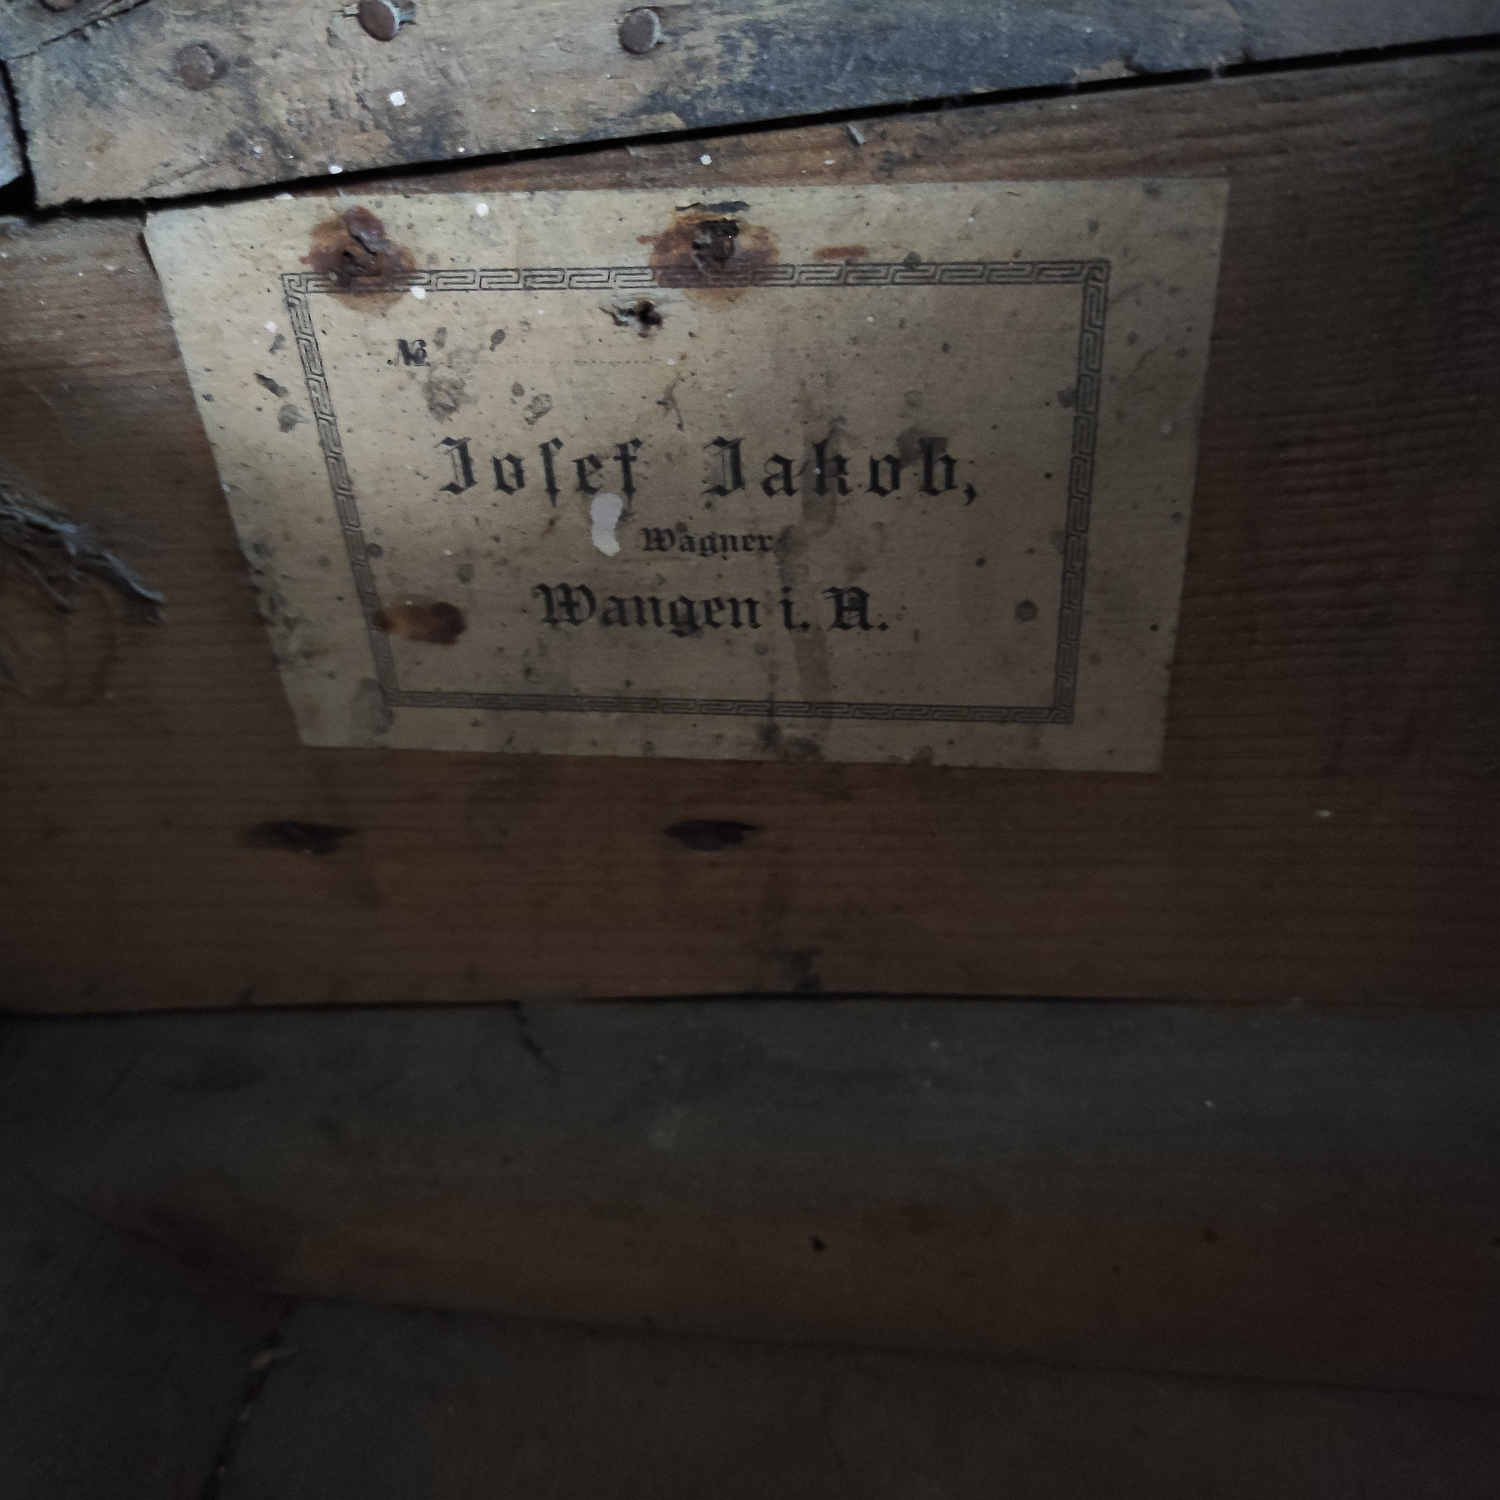 №
Josef Jakob,
Wagner
Wangen i. A.